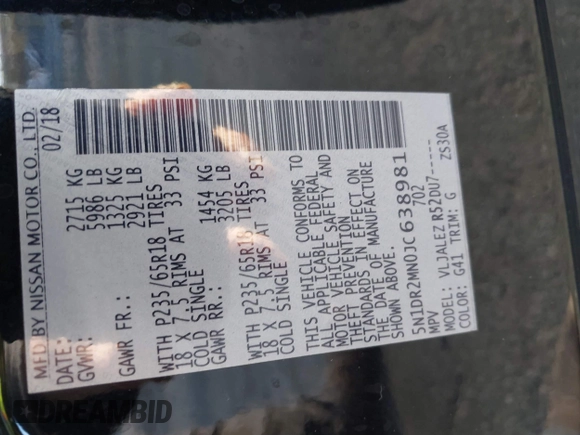 MFD BY NISSAN MOTOR CO., LTD.
DATE: 02/18
GVWR: 2715 KG
5986 LB
GAWR FR.: 1325 KG
2921 LB
WITH P235/65R18 TIRES
18 X 7.5 RIMS AT 33 PSI
COLD SINGLE
GAWR RR.: 1454 KG
3205 LB
WITH P235/65R18 TIRES
18 X 7.5 RIMS AT 33 PSI
COLD SINGLE
THIS VEHICLE CONFORMS TO
ALL APPLICABLE FEDERAL
MOTOR VEHICLE SAFETY AND
THEFT PREVENTION
STANDARDS IN EFFECT ON
THE DATE OF MANUFACTURE
SHOWN ABOVE.
5N1DR2MN0JC638981
MPV 702
MODEL: VLJALEZ R52DU7-----
COLOR: G41 TRIM: G ZS30A
DREAMBID